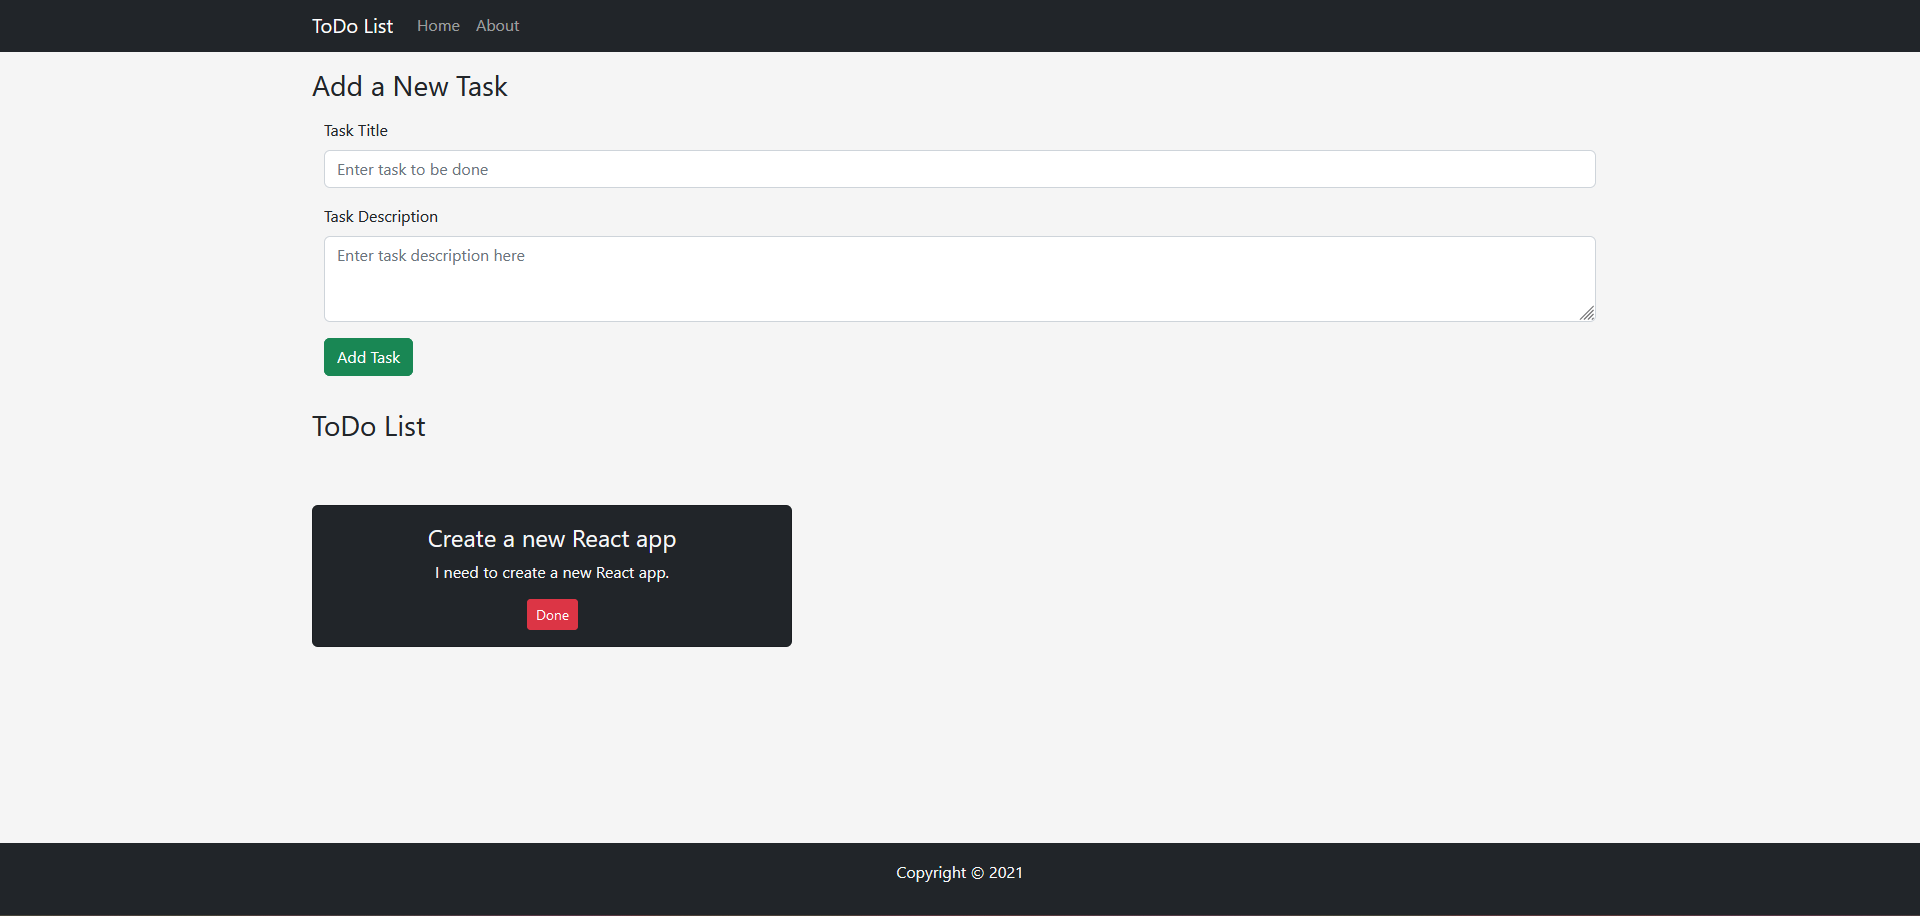 ToDo List Home About
Add a New Task
Task Title
Enter task to be done
Task Description
Enter task description here
Add Task
ToDo List
Create a new React app
I need to create a new React app.
Done
Copyright © 2021